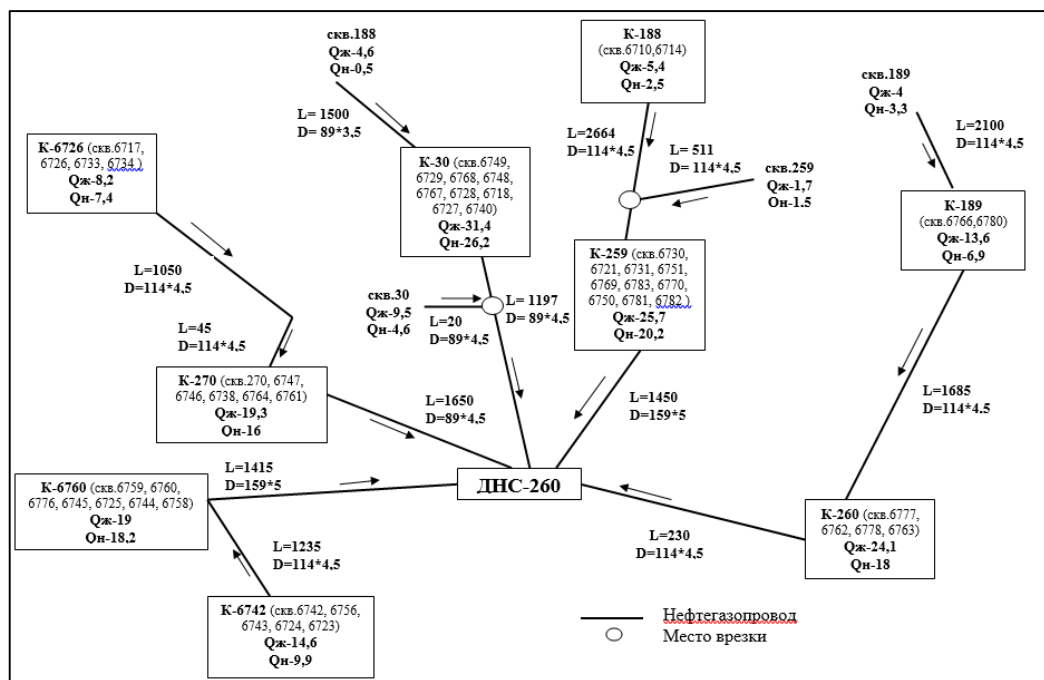 скв.188
Qж-4,6
Qн-0,5
К-188
(скв.6710,6714)
Qж-5,4
Qн-2,5
скв.189
Qж-4
Qн-3,3
L= 1500
D= 89*3,5
L=2664
D=114*4,5
L= 511
D= 114*4,5
L=2100
D=114*4,5
К-6726 (скв.6717,
6726, 6733, 6734.)
Qж-8,2
Qн-7,4
К-30 (скв.6749,
6729, 6768, 6748,
6767, 6728, 6718,
6727, 6740)
Qж-31,4
Qн-26,2
скв.259
Qж-1,7
Qн-1,5
К-189
(скв.6766,6780)
Qж-13,6
Qн-6,9
К-259 (скв.6730,
6721, 6731, 6751,
6769, 6783, 6770,
6750, 6781, 6782.)
Qж-25,7
Qн-20,2
L=1050
D=114*4,5
скв.30
Qж-9,5
Qн-4,6
L=20
D=89*4,5
L= 1197
D= 89*4,5
L=45
D=114*4,5
К-270 (скв.270, 6747,
6746, 6738, 6764, 6761)
Qж-19,3
Qн-16
L=1650
D=89*4,5
L=1450
D=159*5
L=1685
D=114*4,5
L=1415
D=159*5
ДНС-260
К-6760 (скв.6759, 6760,
6776, 6745, 6725, 6744, 6758)
Qж-19
Qн-18,2
L=230
D=114*4,5
К-260 (скв.6777,
6762, 6778, 6763)
Qж-24,1
Qн-18
L=1235
D=114*4,5
К-6742 (скв.6742, 6756,
6743, 6724, 6723)
Qж-14,6
Qн-9,9
Нефтегазопровод
Место врезки